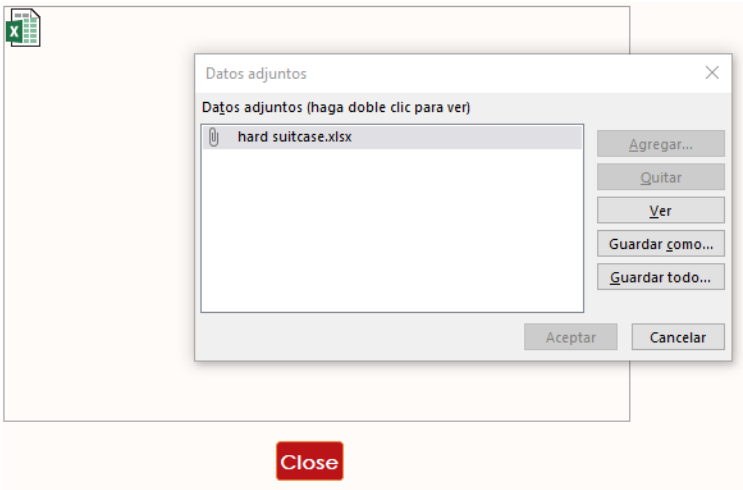 X
Datos adjuntos
Datos adjuntos (haga doble clic para ver)
hard suitcase.xlsx
Agregar...
Quitar
Ver
Guardar como...
Guardar todo...
Aceptar
Cancelar
Close